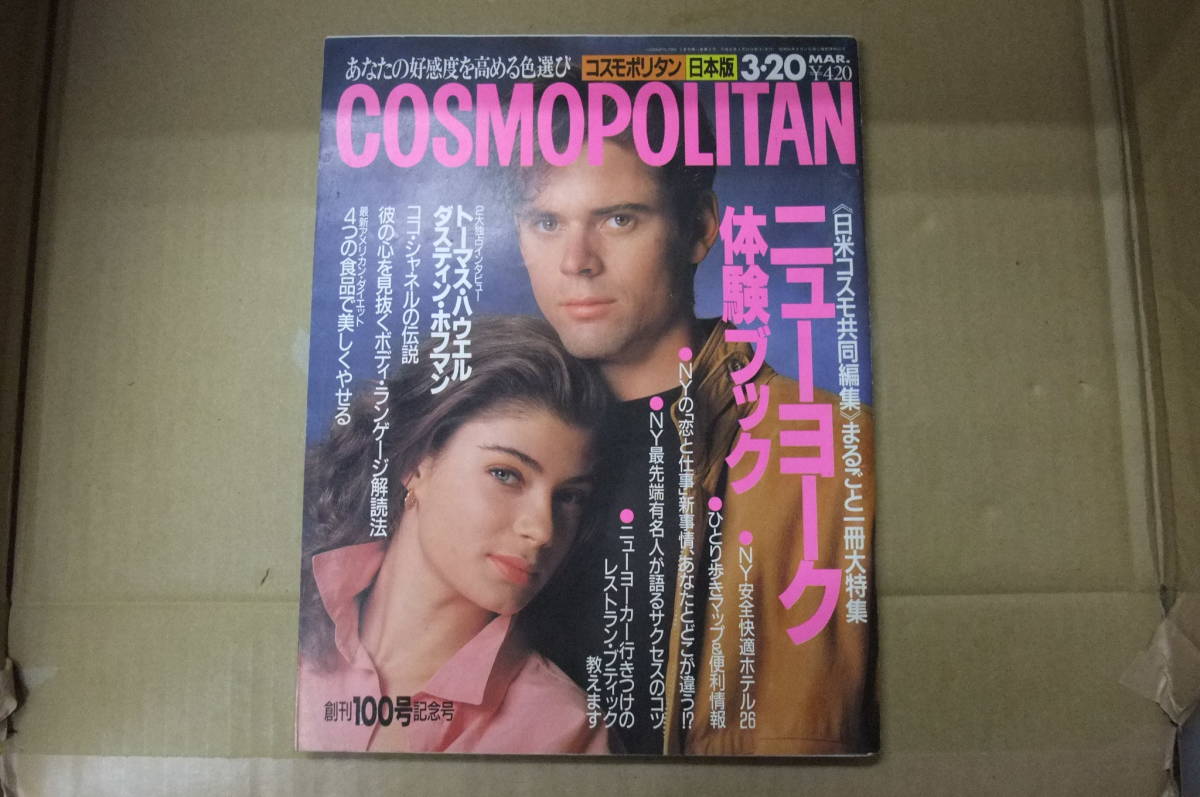 あなたの好感度を高める色選び
コスモポリタン 日本版
3・20 MAR.
¥420
COSMOPOLITAN
《日米コスモ共同編集》まるごと一冊大特集
ニューヨーク
体験ブック
●NY安全快適ホテル26
●ひとり歩きマップ&便利情報
●NYの「恋と仕事」新事情、あなたとどこが違う!?
●NY最先端有名人が語るサクセスのコツ
●ニューヨーカー行きつけの
レストラン・ブティック
教えます
2大独占インタビュー
トーマス・ハウエル
ダスティン・ホフマン
ココ・シャネルの伝説
彼の心を見抜くボディ・ランゲージ解読法
最新アメリカン・ダイエット
4つの食品で美しくやせる
創刊100号記念号